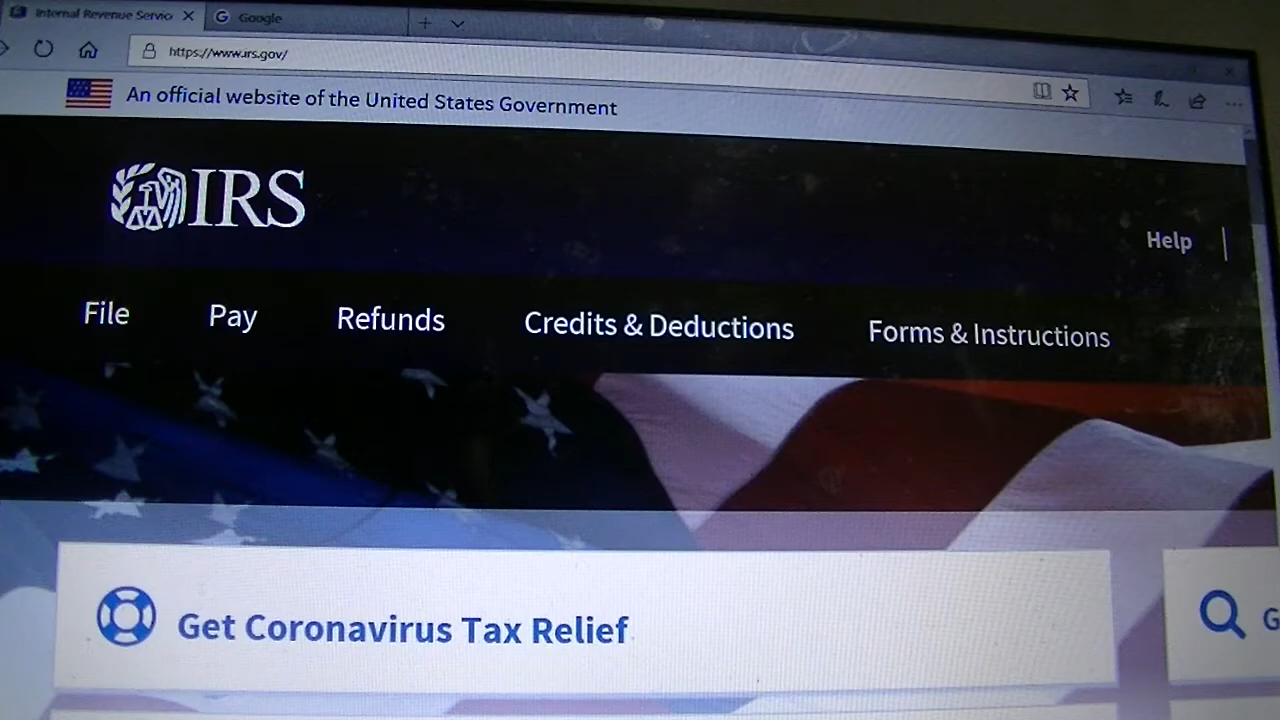 Internal Revenue Servic
Google
https://www.irs.gov/
An official website of the United States Government
IRS
Help
File Pay Refunds Credits & Deductions Forms & Instructions
Get Coronavirus Tax Relief
G